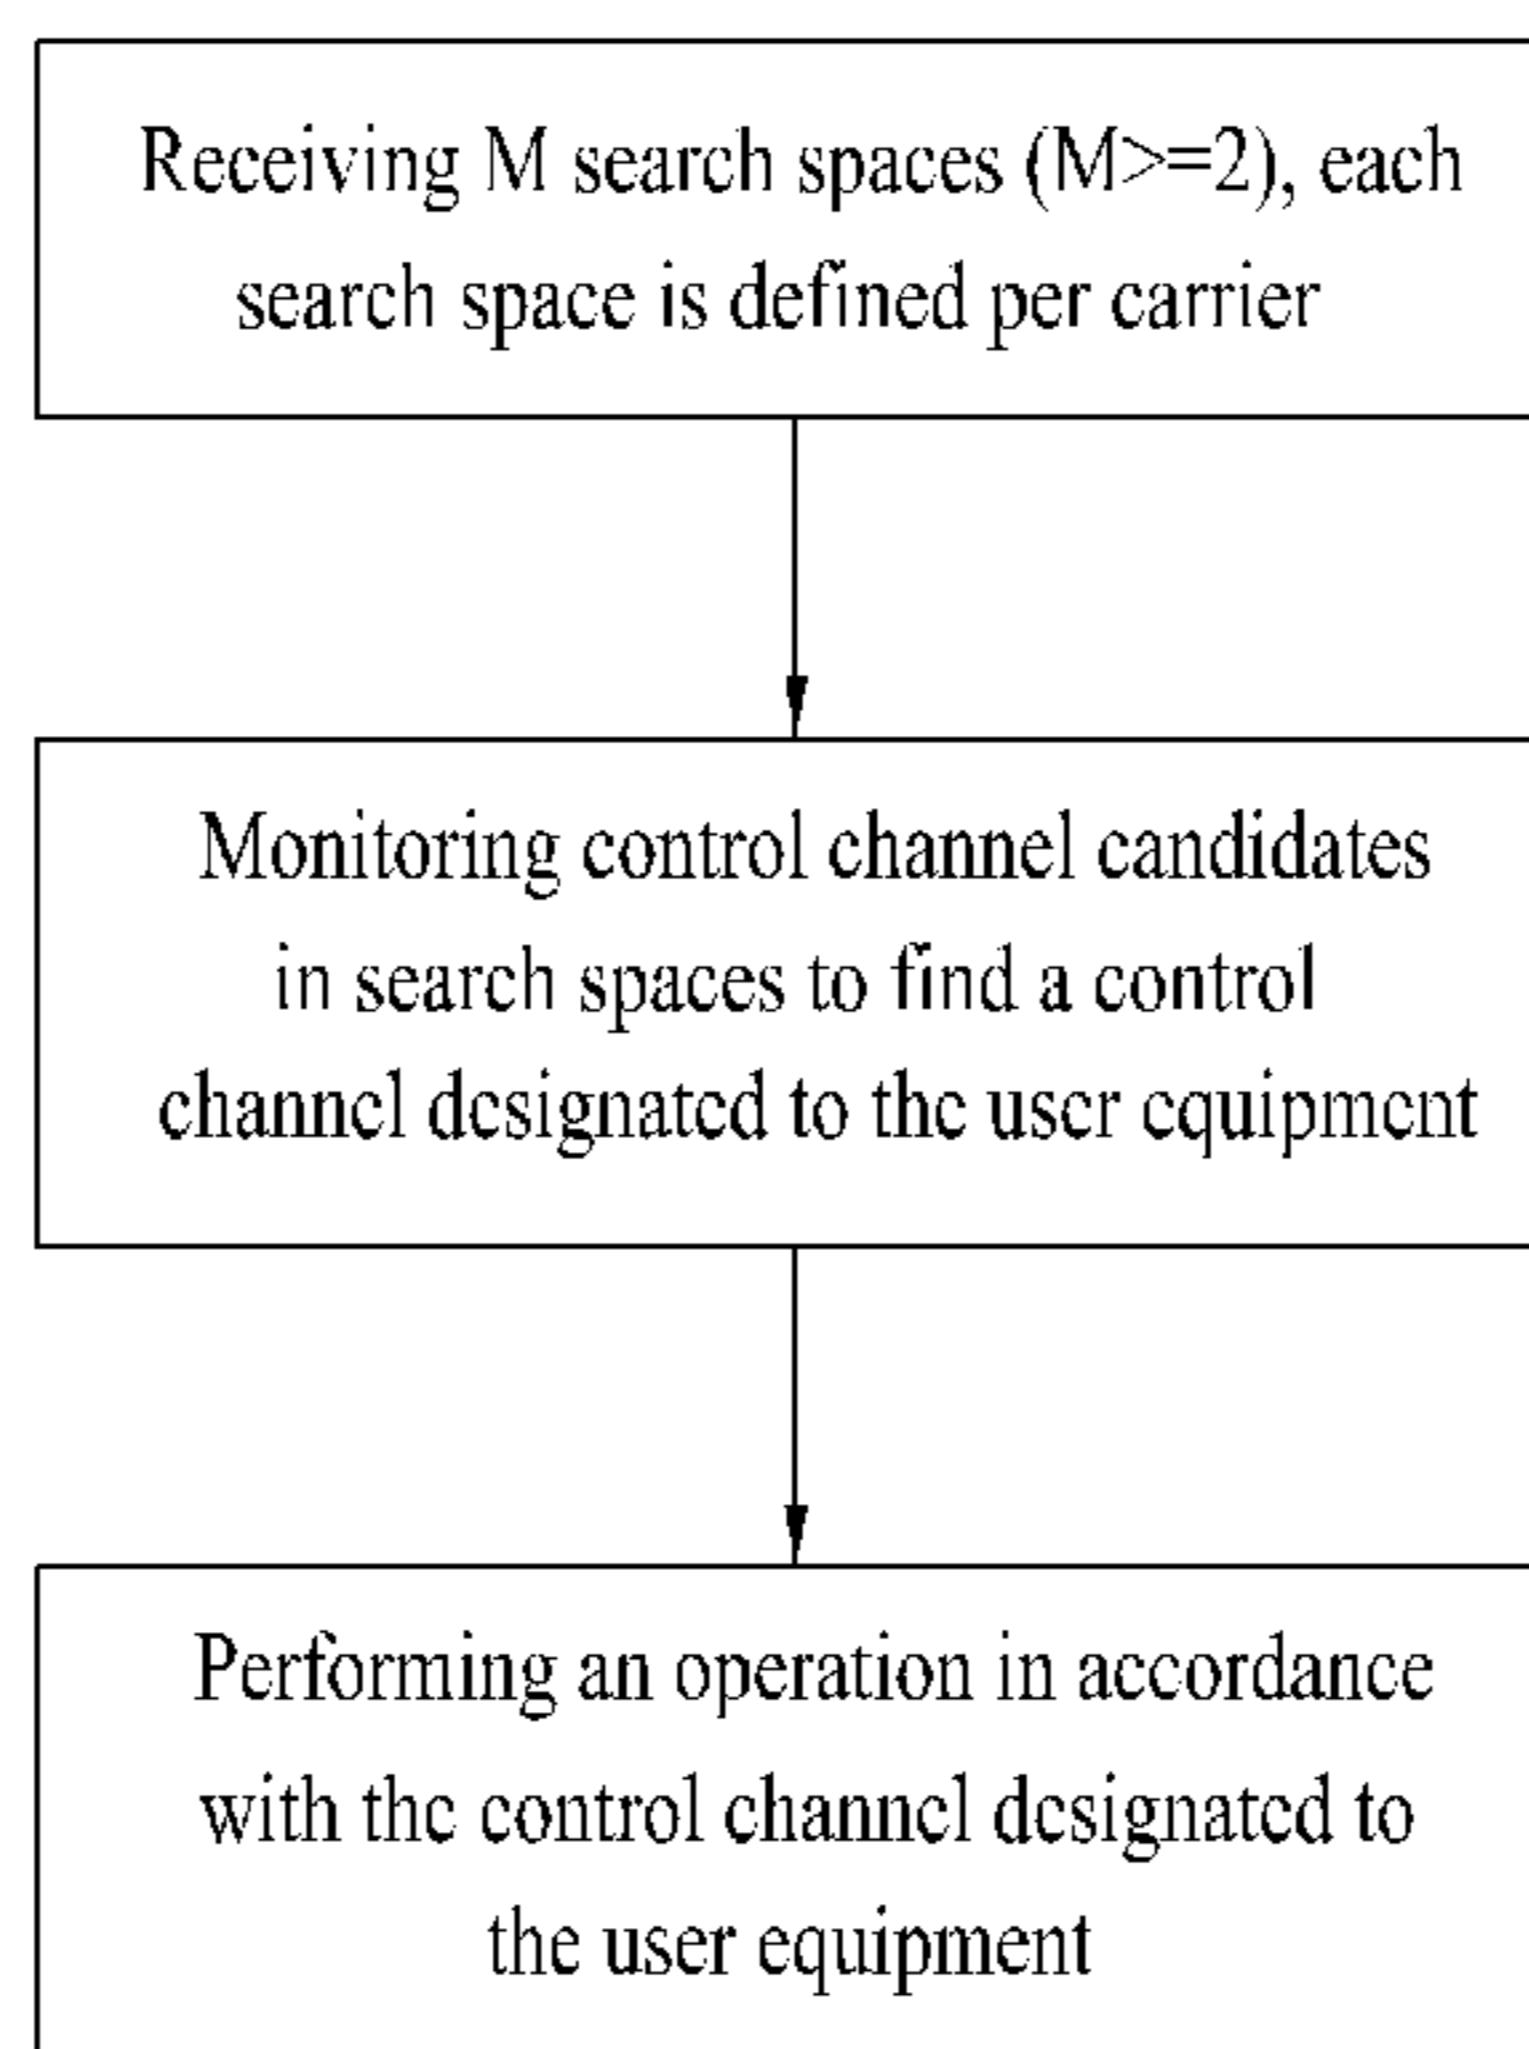 Receiving M search spaces (M>=2), each
search space is defined per carrier
Monitoring control channel candidates
in search spaces to find a control
channel designated to the user equipment
Performing an operation in accordance
with the control channel designated to
the user equipment